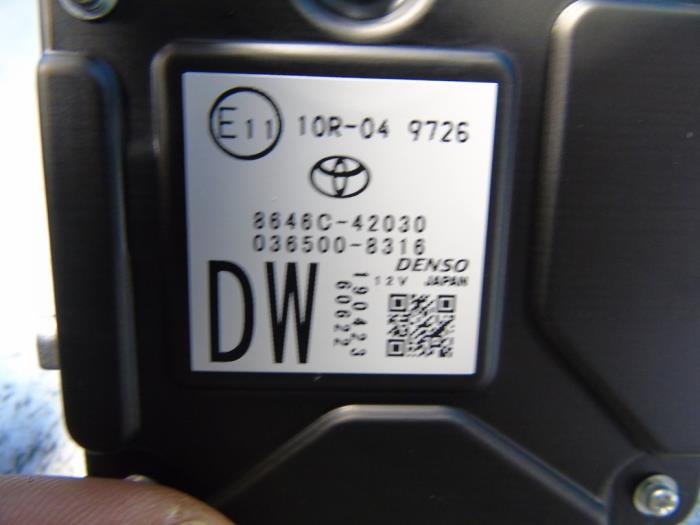 E11 10R-04 9726
8646C-42030
036500-8316
DENSO
12V JAPAN
DW
190423
60622